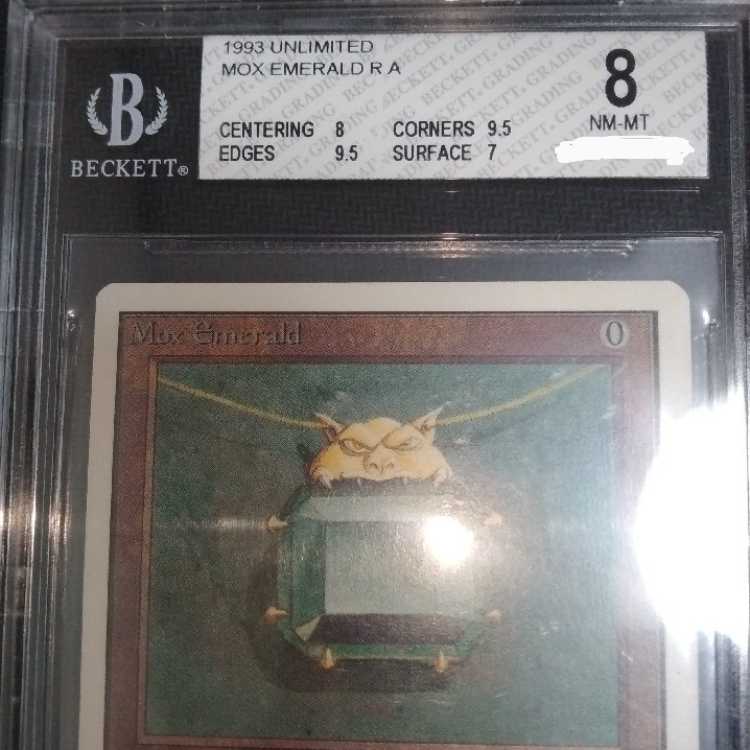 1993 UNLIMITED
MOX EMERALD R A
CENTERING 8 CORNERS 9.5
EDGES 9.5 SURFACE 7
8
NM-MT
B
BECKETT®
Mox Emerald 0